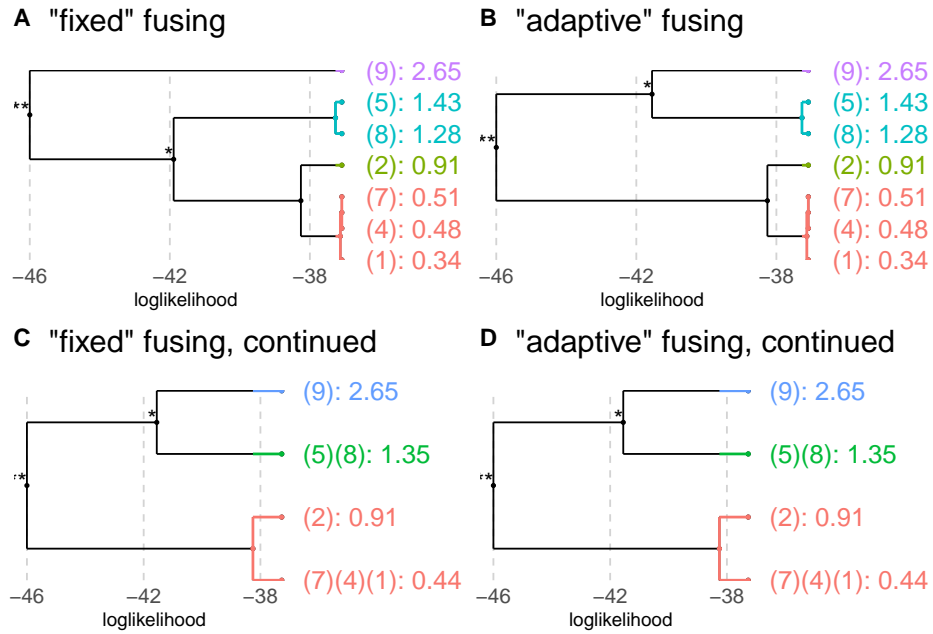 A "fixed" fusing
(9): 2.65
(5): 1.43
(8): 1.28
(2): 0.91
(7): 0.51
(4): 0.48
(1): 0.34
**
*
−46 −42 −38
loglikelihood
B "adaptive" fusing
(9): 2.65
(5): 1.43
(8): 1.28
(2): 0.91
(7): 0.51
(4): 0.48
(1): 0.34
*
**
−46 −42 −38
loglikelihood
C "fixed" fusing, continued
(9): 2.65
(5)(8): 1.35
(2): 0.91
(7)(4)(1): 0.44
*
**
−46 −42 −38
loglikelihood
D "adaptive" fusing, continued
(9): 2.65
(5)(8): 1.35
(2): 0.91
(7)(4)(1): 0.44
*
**
−46 −42 −38
loglikelihood